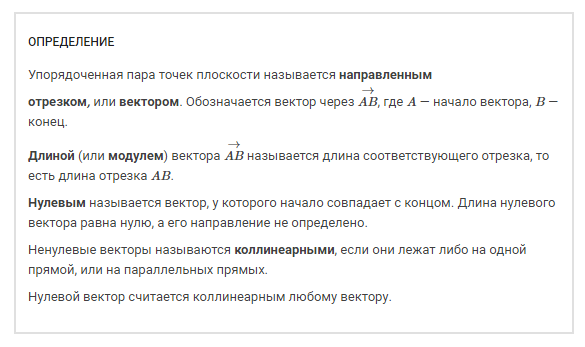 ОПРЕДЕЛЕНИЕ
Упорядоченная пара точек плоскости называется направленным
отрезком, или вектором. Обозначается вектор через $\overrightarrow{AB}$, где A — начало вектора, B —
конец.
Длиной (или модулем) вектора $\overrightarrow{AB}$ называется длина соответствующего отрезка, то
есть длина отрезка AB.
Нулевым называется вектор, у которого начало совпадает с концом. Длина нулевого
вектора равна нулю, а его направление не определено.
Ненулевые векторы называются коллинеарными, если они лежат либо на одной
прямой, или на параллельных прямых.
Нулевой вектор считается коллинеарным любому вектору.